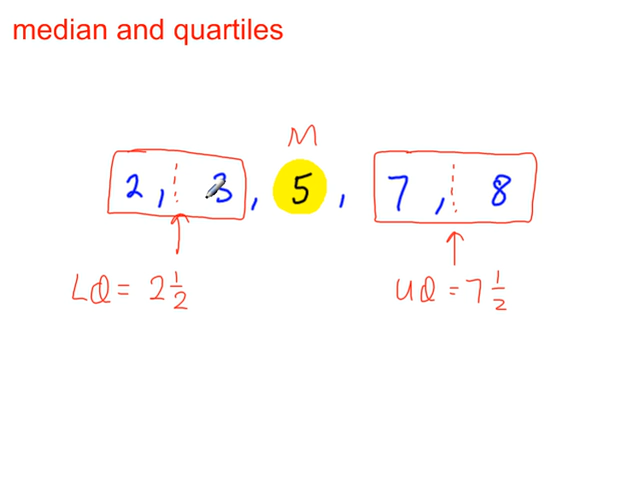 median and quartiles
M
2, 3, 5, 7, 8
LQ = 2 1/2
UQ = 7 1/2